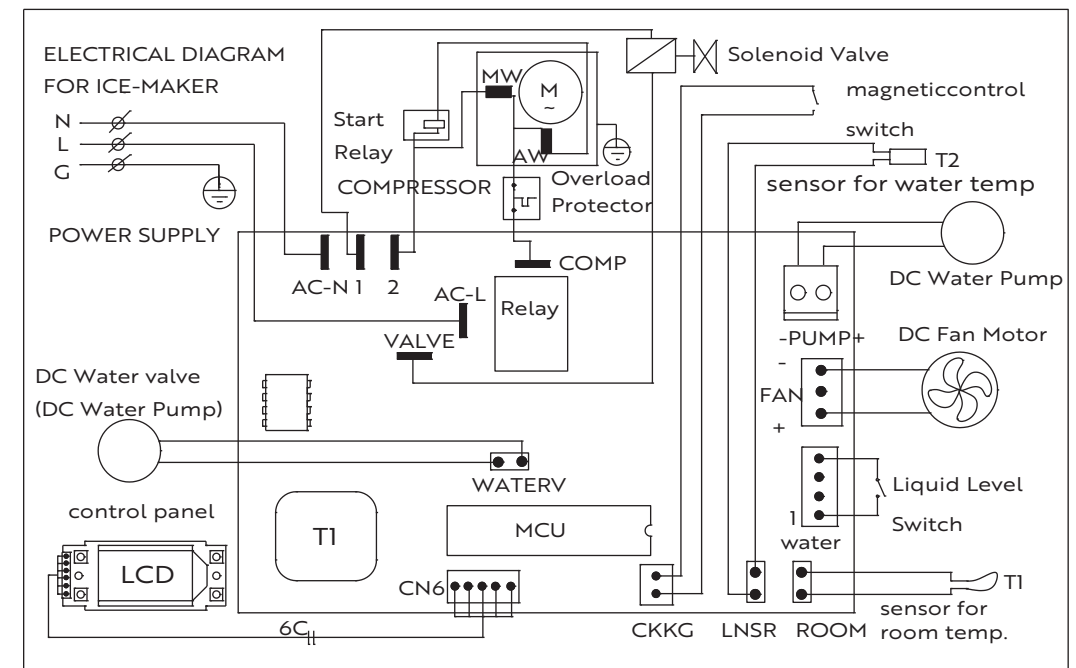 ELECTRICAL DIAGRAM
FOR ICE-MAKER
N
L
G
POWER SUPPLY
Start
Relay
COMPRESSOR
MW
M
~
AW
Overload
Protector
Solenoid Valve
magneticcontrol
switch
T2
sensor for water temp
DC Water Pump
AC-N 1 2
COMP
AC-L
Relay
VALVE
-PUMP+
DC Fan Motor
-
FAN
+
DC Water valve
(DC Water Pump)
WATERV
Liquid Level
Switch
1
water
control panel
LCD
T1
MCU
CN6
6C
CKKG
LNSR
ROOM
T1
sensor for
room temp.